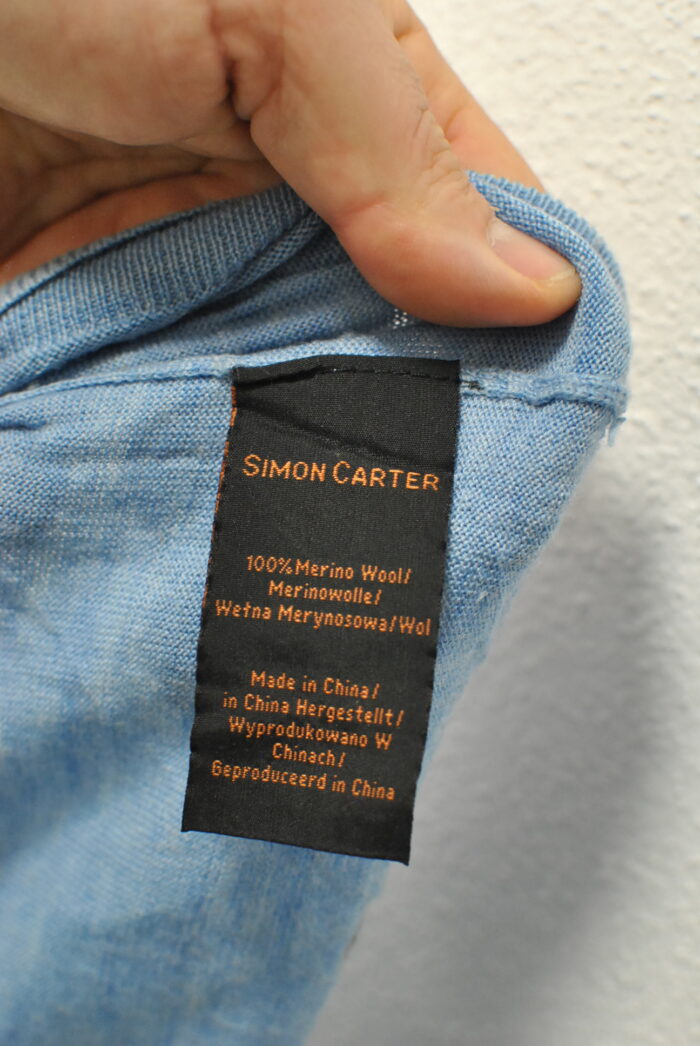 SIMON CARTER
100%Merino Wool/
Merinowolle/
Wełna Merynosowa/Wol
Made in China/
in China Hergestellt/
Wyprodukowano W
Chinach/
Geproduceerd in China